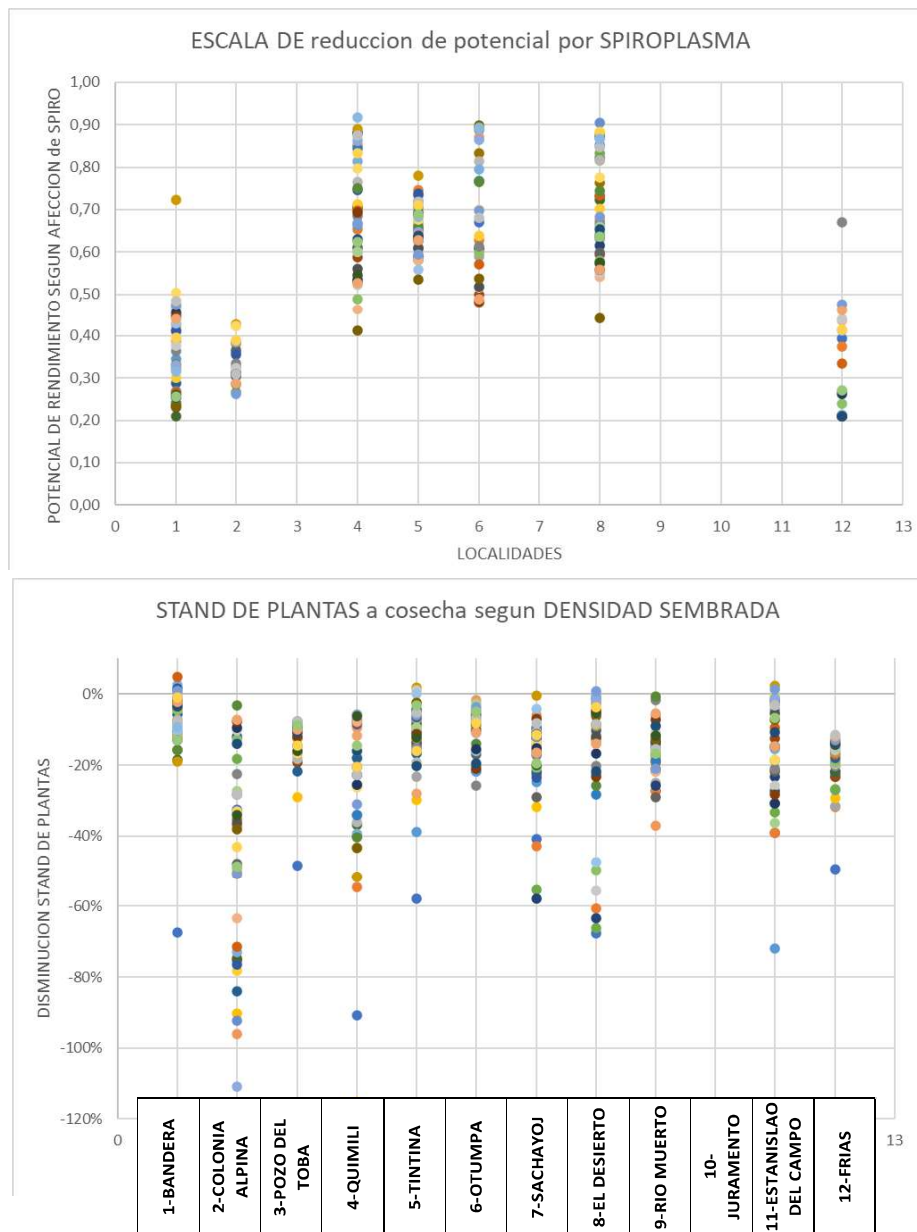 ESCALA DE reduccion de potencial por SPIROPLASMA
POTENCIAL DE RENDIMIENTO SEGUN AFECCION de SPIRO
1,00
0,90
0,80
0,70
0,60
0,50
0,40
0,30
0,20
0,10
0,00
0 1 2 3 4 5 6 7 8 9 10 11 12 13
LOCALIDADES
STAND DE PLANTAS a cosecha segun DENSIDAD SEMBRADA
DISMINUCION STAND DE PLANTAS
0%
-20%
-40%
-60%
-80%
-100%
-120%
0
1-BANDERA
2-COLONIA
ALPINA
3-POZO DEL
TOBA
4-QUIMILI
5-TINTINA
6-OTUMPA
7-SACHAYOJ
8-EL DESIERTO
9-RIO MUERTO
10-
JURAMENTO
11-ESTANISLAO
DEL CAMPO
12-FRIAS
13